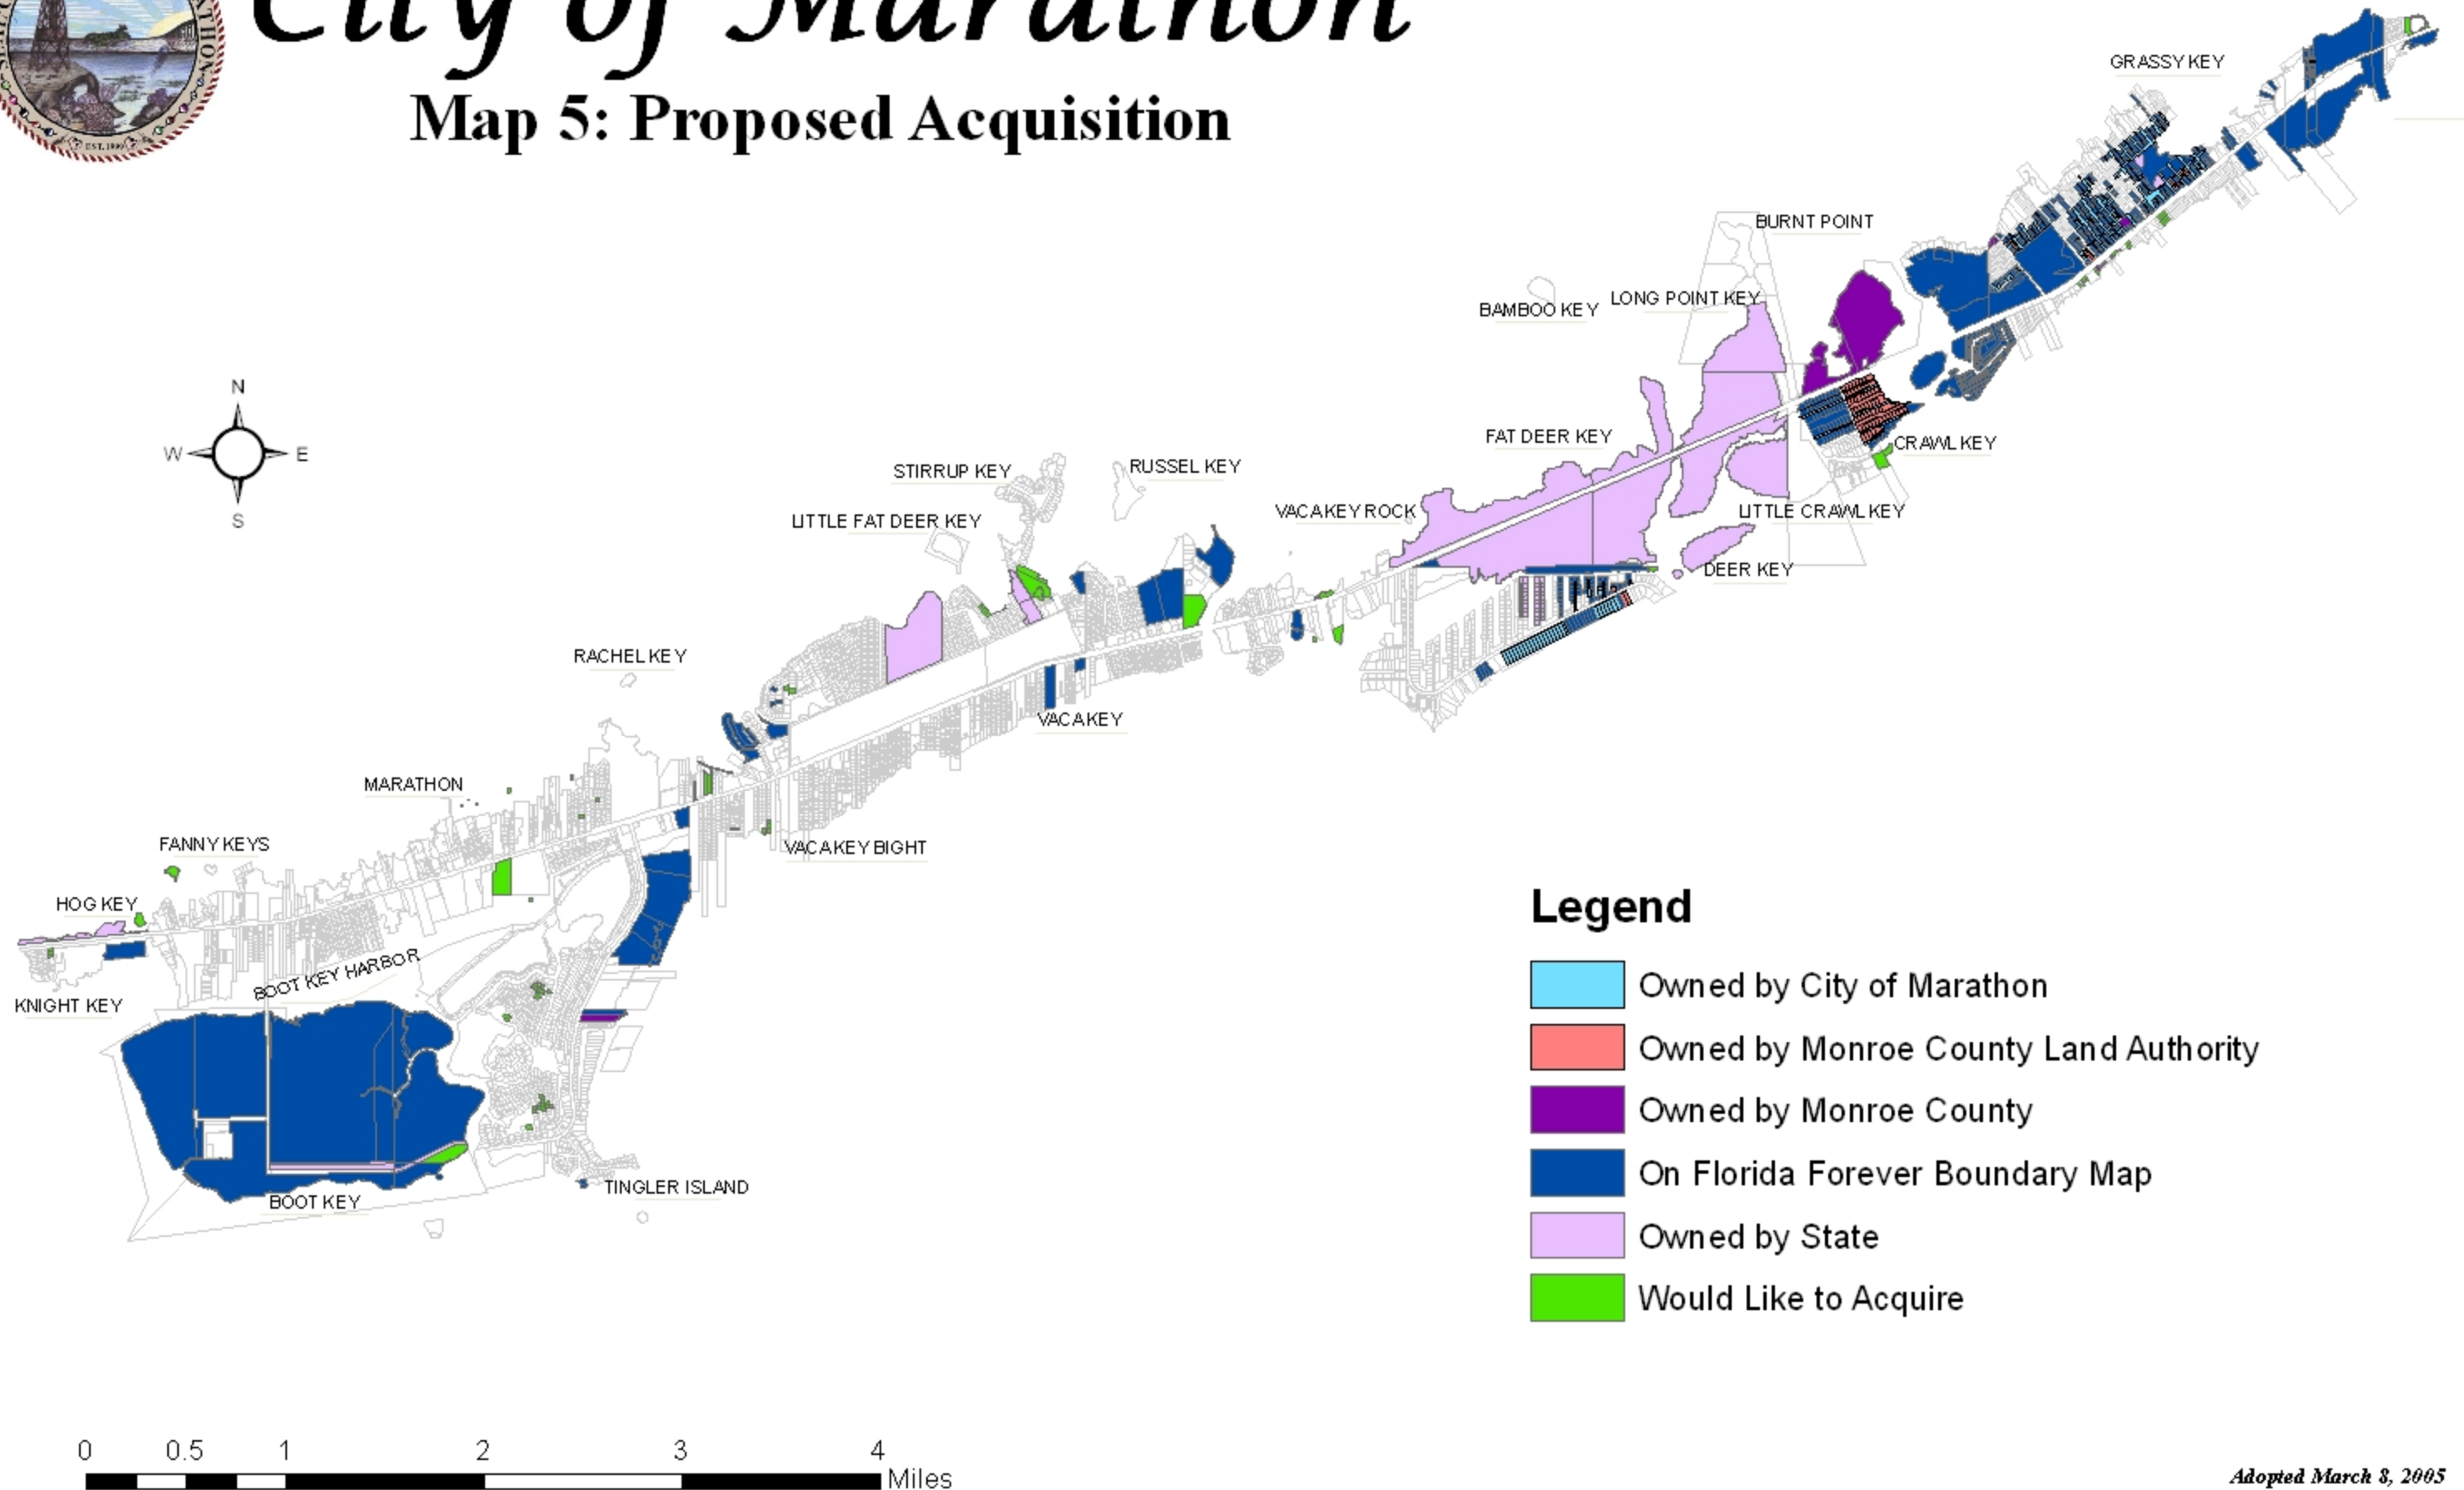 City of Marathon
Map 5: Proposed Acquisition
ATHON
EST. 1999
GRASSY KEY
BURNT POINT
LONG POINT KEY
BAMBOO KEY
FAT DEER KEY
CRAWL KEY
STIRRUP KEY
RUSSEL KEY
VACA KEY ROCK
LITTLE CRAWL KEY
LITTLE FAT DEER KEY
DEER KEY
N
W
E
S
RACHEL KEY
VACA KEY
MARATHON
VACA KEY BIGHT
FANNY KEYS
HOG KEY
BOOT KEY HARBOR
KNIGHT KEY
TINGLER ISLAND
BOOT KEY
Legend
Owned by City of Marathon
Owned by Monroe County Land Authority
Owned by Monroe County
On Florida Forever Boundary Map
Owned by State
Would Like to Acquire
0 0.5 1 2 3 4
Miles
Adopted March 8, 2005